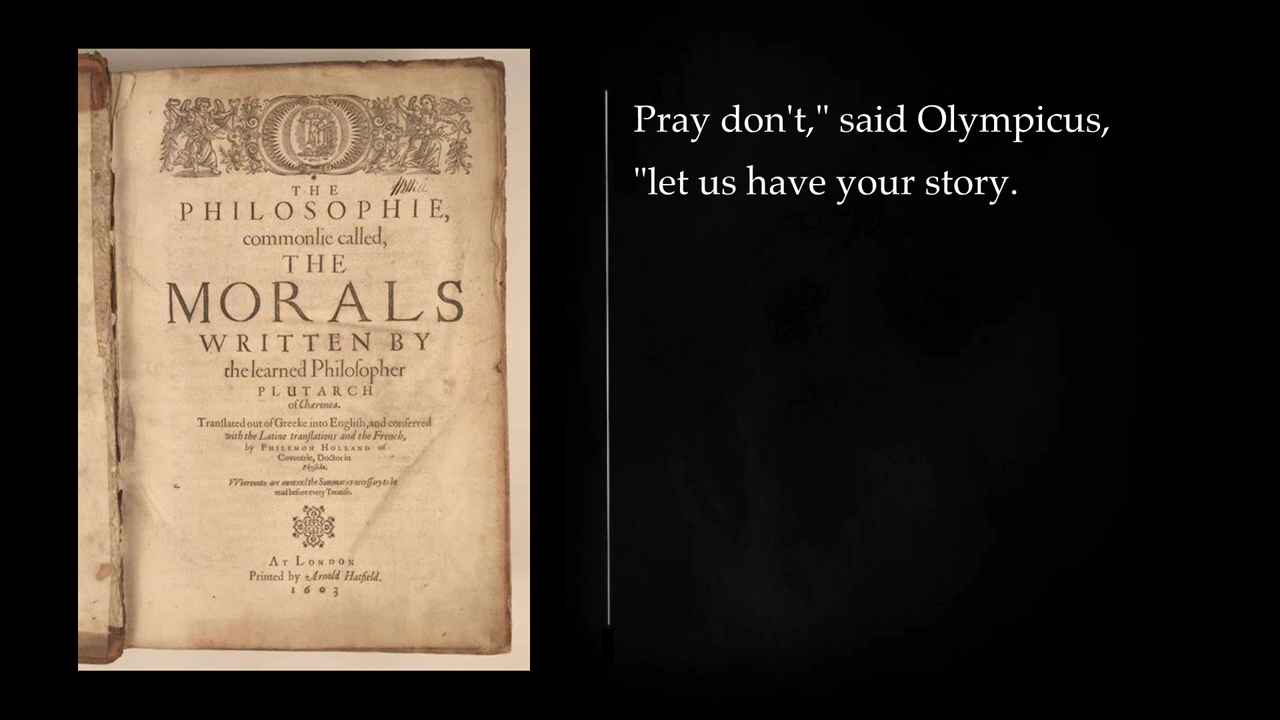 THE
PHILOSOPHIE,
commonlie called,
THE
MORALS
WRITTEN BY
the learned Philoſopher
PLUTARCH
of Chæronea.
Tranſlated out of Greeke into Engliſh, and conferred
with the Latine tranſlations and the French,
by PHILEMON HOLLAND of
Coventrie, Doctor in
Phyſicke.
VVhereunto are annexed the Summaries neceſſary to be
read before every Treatiſe.
AT LONDON
Printed by Arnold Hatfield.
1603
Pray don't," said Olympicus,
"let us have your story.